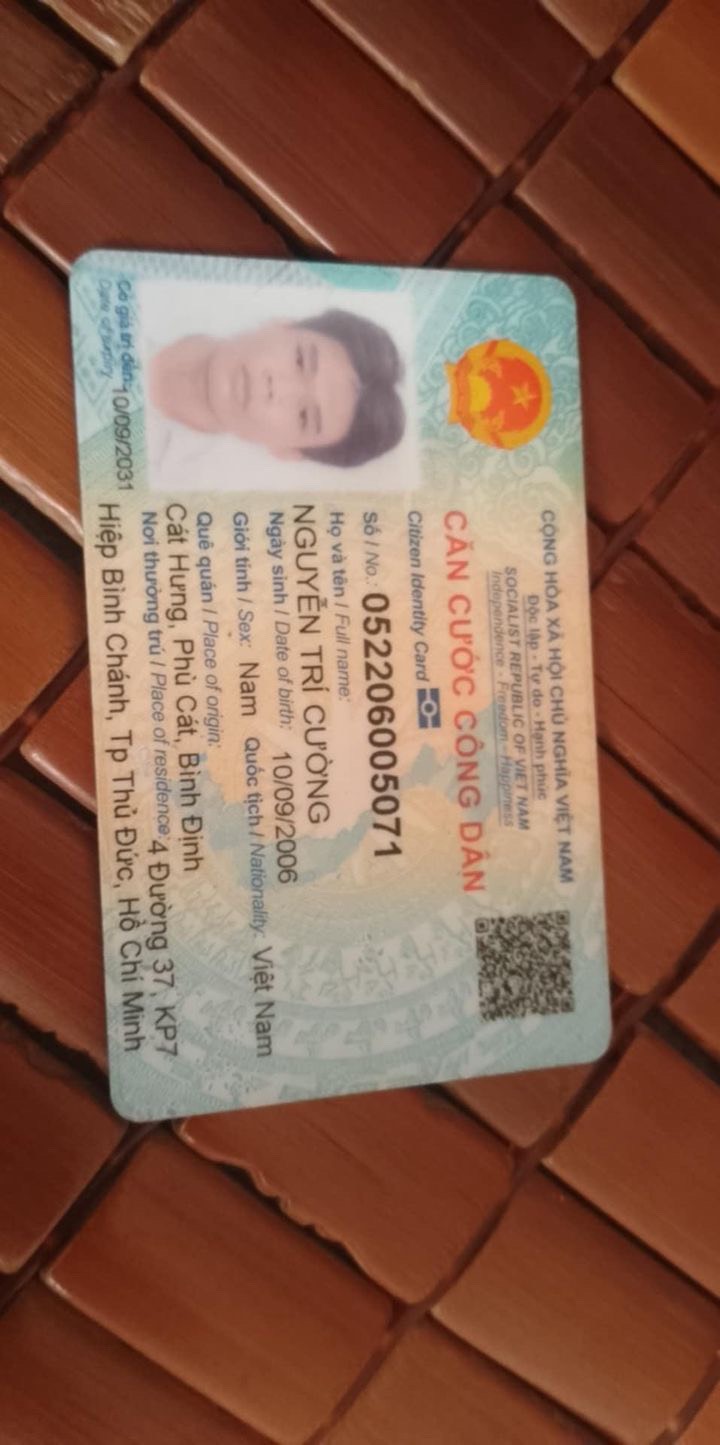 CỘNG HÒA XÃ HỘI CHỦ NGHĨA VIỆT NAM
Độc lập - Tự do - Hạnh phúc
SOCIALIST REPUBLIC OF VIET NAM
Independence - Freedom - Happiness
CĂN CƯỚC CÔNG DÂN
Citizen Identity Card
Số / No.: 052206005071
Họ và tên / Full name:
NGUYỄN TRÍ CƯỜNG
Ngày sinh / Date of birth: 10/09/2006
Giới tính / Sex: Nam Quốc tịch / Nationality: Việt Nam
Quê quán / Place of origin:
Cát Hưng, Phù Cát, Bình Định
Nơi thường trú / Place of residence: 4 Đường 37, KP7
Hiệp Bình Chánh, Tp Thủ Đức, Hồ Chí Minh
Có giá trị đến: 10/09/2031
Date of expiry